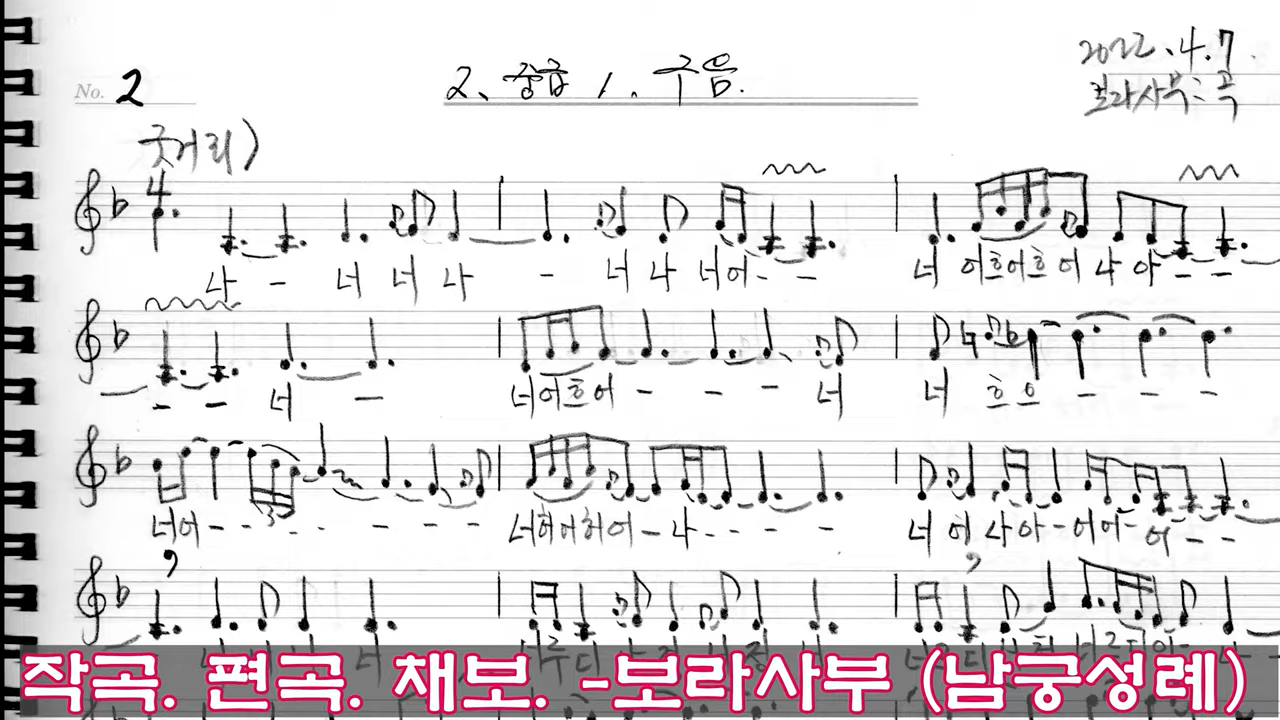 2022.4.7.
No. 2
2、중급 1. 구음.
보라사부:곡
굿거리)
4
나 - 너 너 나 - 너 나 너어 - - 너 어흐어흐 어 나 아 - -
- - 너 - 너어흐어 - - - 너 너 흐으 - - -
너어 - - 3 - - - - - 너허어허어 - 나 - - - - 너 어 나아 - 어어 - 어 - -
작곡. 편곡. 채보. -보라사부 (남궁성례)